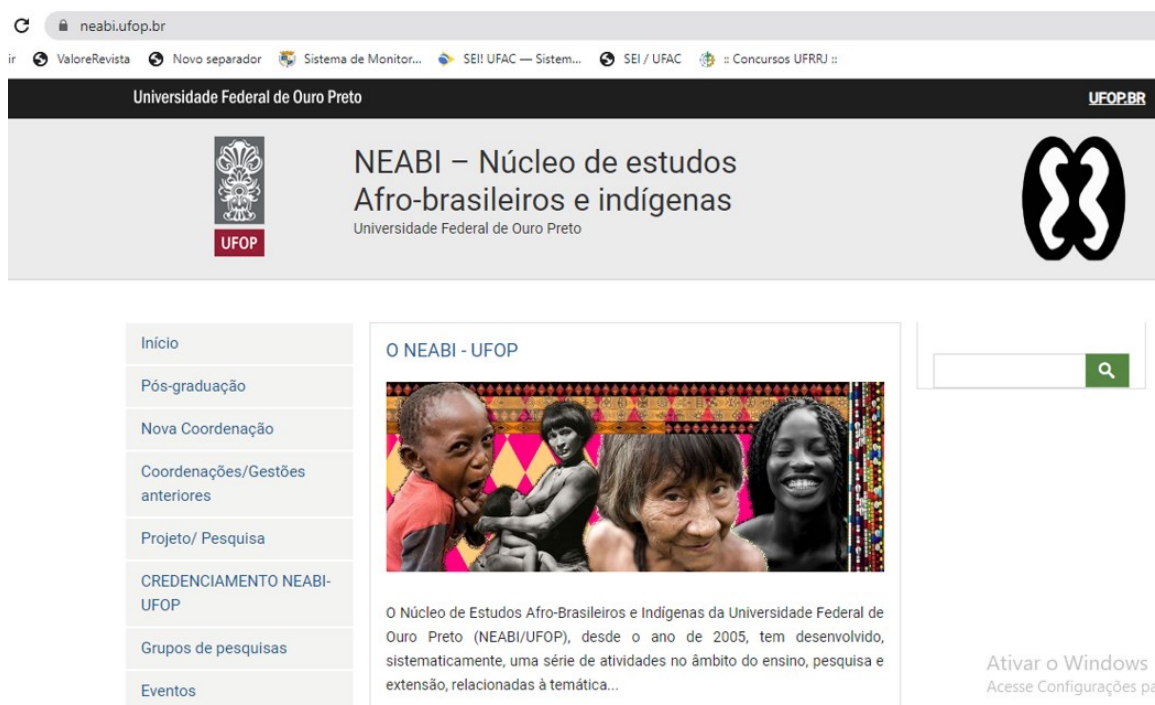 neabi.ufop.br
ir ValoreRevista Novo separador Sistema de Monitor... SEI! UFAC — Sistem... SEI / UFAC :: Concursos UFRRJ ::
Universidade Federal de Ouro Preto UFOP.BR
UFOP
NEABI – Núcleo de estudos
Afro-brasileiros e indígenas
Universidade Federal de Ouro Preto
Início
Pós-graduação
Nova Coordenação
Coordenações/Gestões
anteriores
Projeto/ Pesquisa
CREDENCIAMENTO NEABI-
UFOP
Grupos de pesquisas
Eventos
O NEABI - UFOP
O Núcleo de Estudos Afro-Brasileiros e Indígenas da Universidade Federal de
Ouro Preto (NEABI/UFOP), desde o ano de 2005, tem desenvolvido,
sistematicamente, uma série de atividades no âmbito do ensino, pesquisa e
extensão, relacionadas à temática...
Ativar o Windows
Acesse Configurações pa